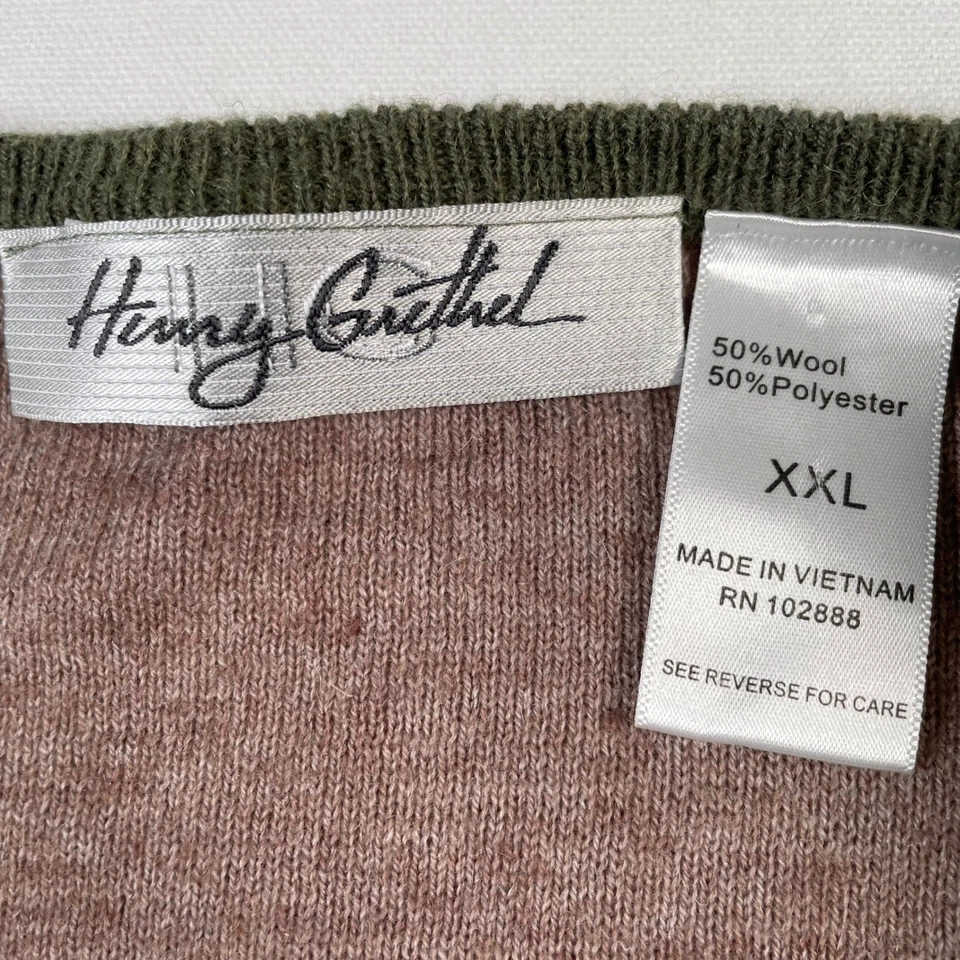 Henry Grethel
50%Wool
50%Polyester
XXL
MADE IN VIETNAM
RN 102888
SEE REVERSE FOR CARE